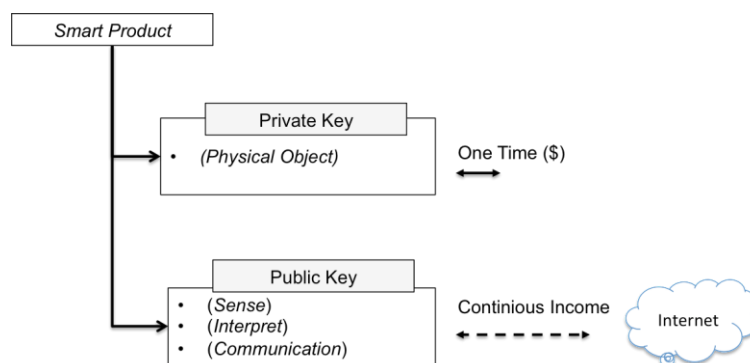 Smart Product
Private Key
• (Physical Object)
One Time ($)
Public Key
• (Sense)
• (Interpret)
• (Communication)
Continious Income
Internet